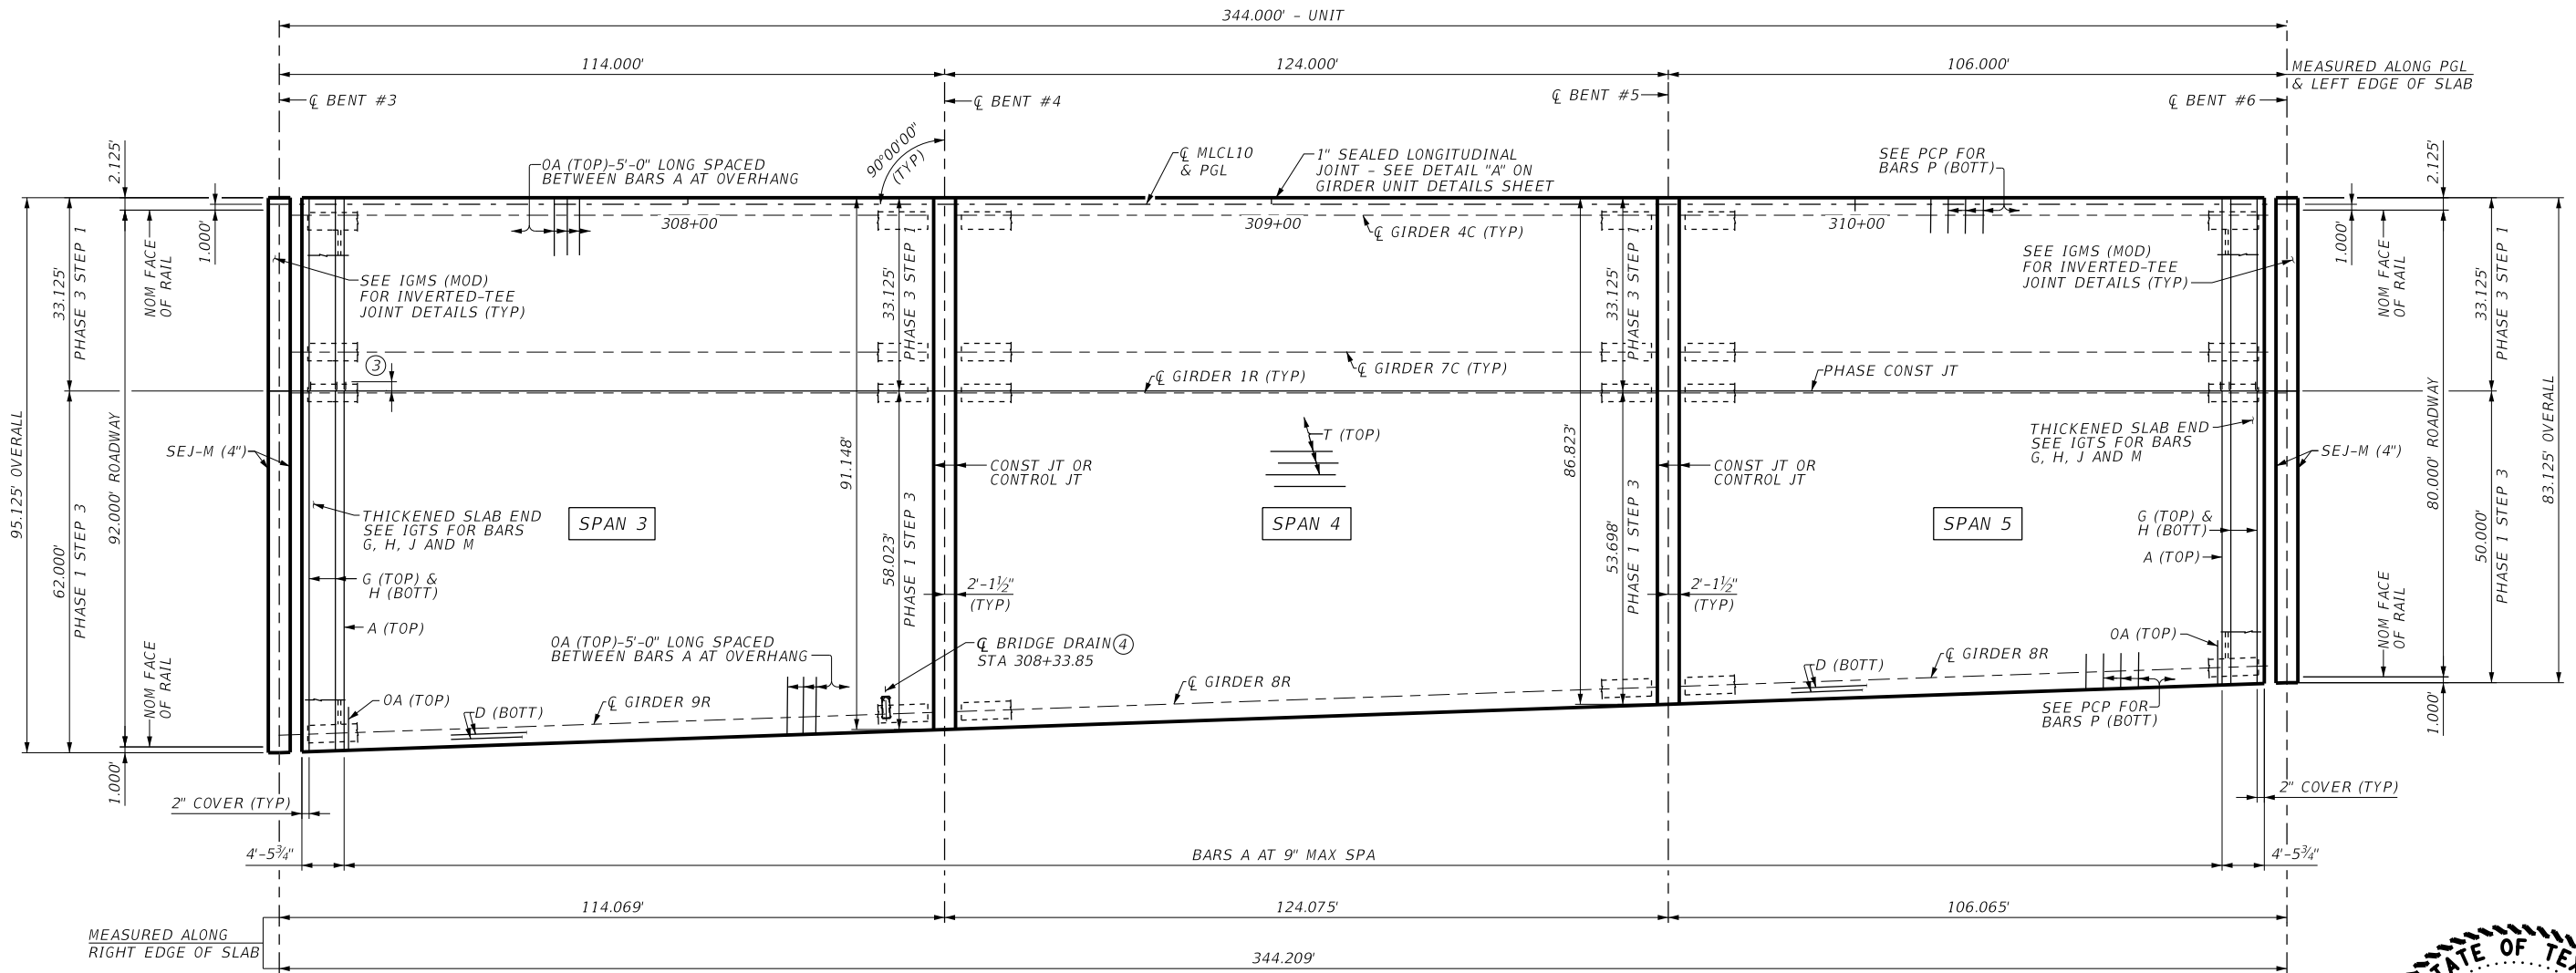 344.000' - UNIT
114.000'
124.000'
106.000'
MEASURED ALONG PGL
& LEFT EDGE OF SLAB
℄ BENT #3
℄ BENT #4
℄ BENT #5
℄ BENT #6
2.125'
1.000'
33.125'
PHASE 3 STEP 1
NOM FACE
OF RAIL
OA (TOP)-5'-0" LONG SPACED
BETWEEN BARS A AT OVERHANG
90°00'00"
(TYP)
℄ MLCL10
& PGL
1" SEALED LONGITUDINAL
JOINT - SEE DETAIL "A" ON
GIRDER UNIT DETAILS SHEET
SEE PCP FOR
BARS P (BOTT)
2.125'
1.000'
308+00
309+00
310+00
℄ GIRDER 4C (TYP)
SEE IGMS (MOD)
FOR INVERTED-TEE
JOINT DETAILS (TYP)
33.125'
PHASE 3 STEP 1
33.125'
PHASE 3 STEP 1
SEE IGMS (MOD)
FOR INVERTED-TEE
JOINT DETAILS (TYP)
NOM FACE
OF RAIL
33.125'
PHASE 3 STEP 1
3
℄ GIRDER 7C (TYP)
℄ GIRDER 1R (TYP)
PHASE CONST JT
95.125' OVERALL
62.000'
PHASE 1 STEP 3
92.000' ROADWAY
SEJ-M (4")
91.148'
T (TOP)
86.823'
CONST JT OR
CONTROL JT
CONST JT OR
CONTROL JT
THICKENED SLAB END
SEE IGTS FOR BARS
G, H, J AND M
SEJ-M (4")
80.000' ROADWAY
50.000'
PHASE 1 STEP 3
83.125' OVERALL
THICKENED SLAB END
SEE IGTS FOR BARS
G, H, J AND M
SPAN 3
SPAN 4
SPAN 5
58.023'
PHASE 1 STEP 3
53.698'
PHASE 1 STEP 3
G (TOP) &
H (BOTT)
A (TOP)
G (TOP) &
H (BOTT)
A (TOP)
2'-1½"
(TYP)
2'-1½"
(TYP)
NOM FACE
OF RAIL
NOM FACE
OF RAIL
OA (TOP)-5'-0" LONG SPACED
BETWEEN BARS A AT OVERHANG
℄ BRIDGE DRAIN 4
STA 308+33.85
OA (TOP)
OA (TOP)
D (BOTT)
℄ GIRDER 9R
℄ GIRDER 8R
D (BOTT)
℄ GIRDER 8R
SEE PCP FOR
BARS P (BOTT)
1.000'
1.000'
2" COVER (TYP)
2" COVER (TYP)
4'-5¾"
BARS A AT 9" MAX SPA
4'-5¾"
114.069'
124.075'
106.065'
MEASURED ALONG
RIGHT EDGE OF SLAB
344.209'
TATE OF TE